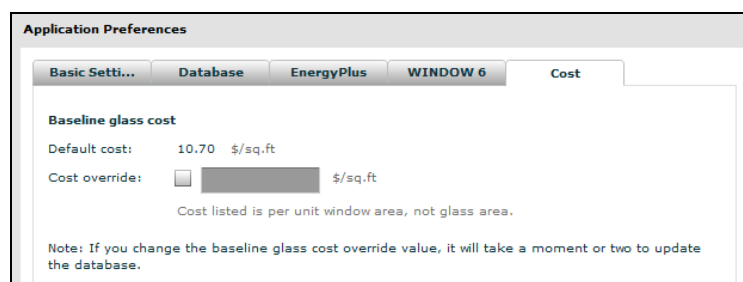 Application Preferences
Basic Setti... Database EnergyPlus WINDOW 6 Cost
Baseline glass cost
Default cost: 10.70 $/sq.ft
Cost override: $/sq.ft
Cost listed is per unit window area, not glass area.
Note: If you change the baseline glass cost override value, it will take a moment or two to update
the database.